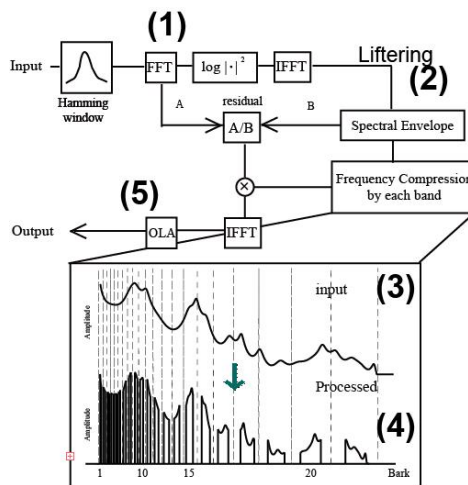 (1)
Liftering
(2)
Input
FFT
log |·|²
IFFT
Hamming
window
A
residual
B
A/B
Spectral Envelope
Frequency Compression
by each band
×
(5)
Output
OLA
IFFT
(3)
input
Amplitude
Processed
(4)
Amplitude
1 10 15 20 Bark